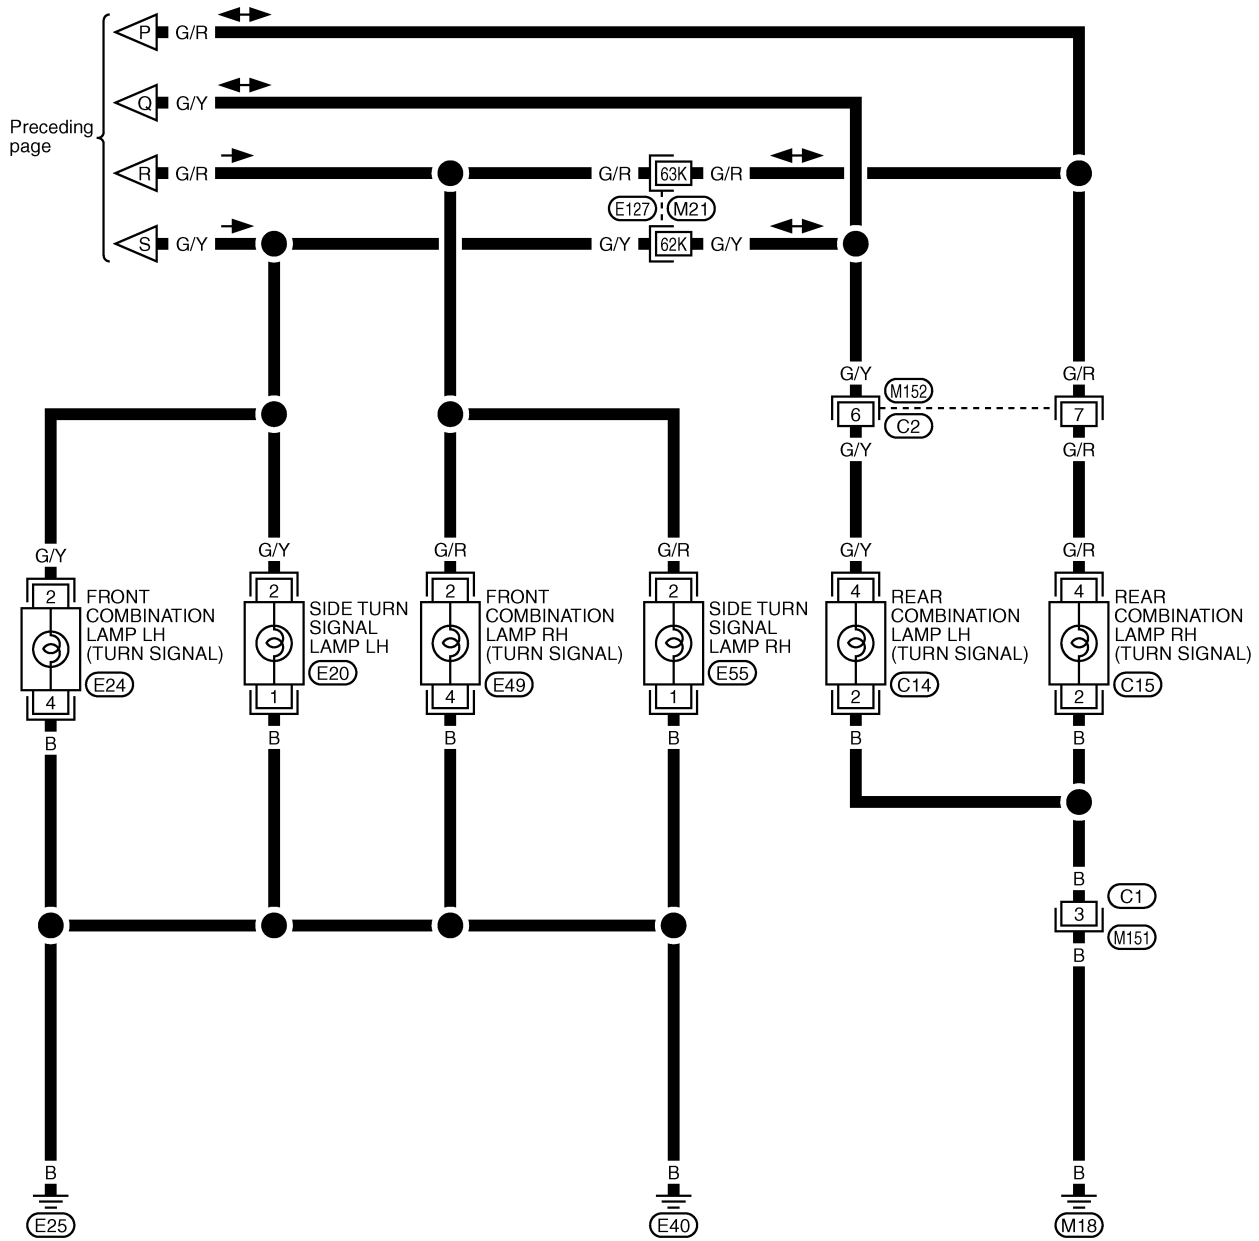 P G/R
Q G/Y
Preceding
page
R G/R G/R 63K G/R
E127 M21
S G/Y G/Y 62K G/Y
G/Y G/R
M152
6 7
C2
G/Y G/R
G/Y G/Y G/R G/R G/Y G/R
2 2 2 2 4 4
FRONT
COMBINATION
LAMP LH
(TURN SIGNAL)
E24
SIDE TURN
SIGNAL
LAMP LH
E20
FRONT
COMBINATION
LAMP RH
(TURN SIGNAL)
E49
SIDE TURN
SIGNAL
LAMP RH
E55
REAR
COMBINATION
LAMP LH
(TURN SIGNAL)
C14
REAR
COMBINATION
LAMP RH
(TURN SIGNAL)
C15
4 1 4 1 2 2
B B B B B B
B
C1
3
M151
B
B B B
E25 E40 M18